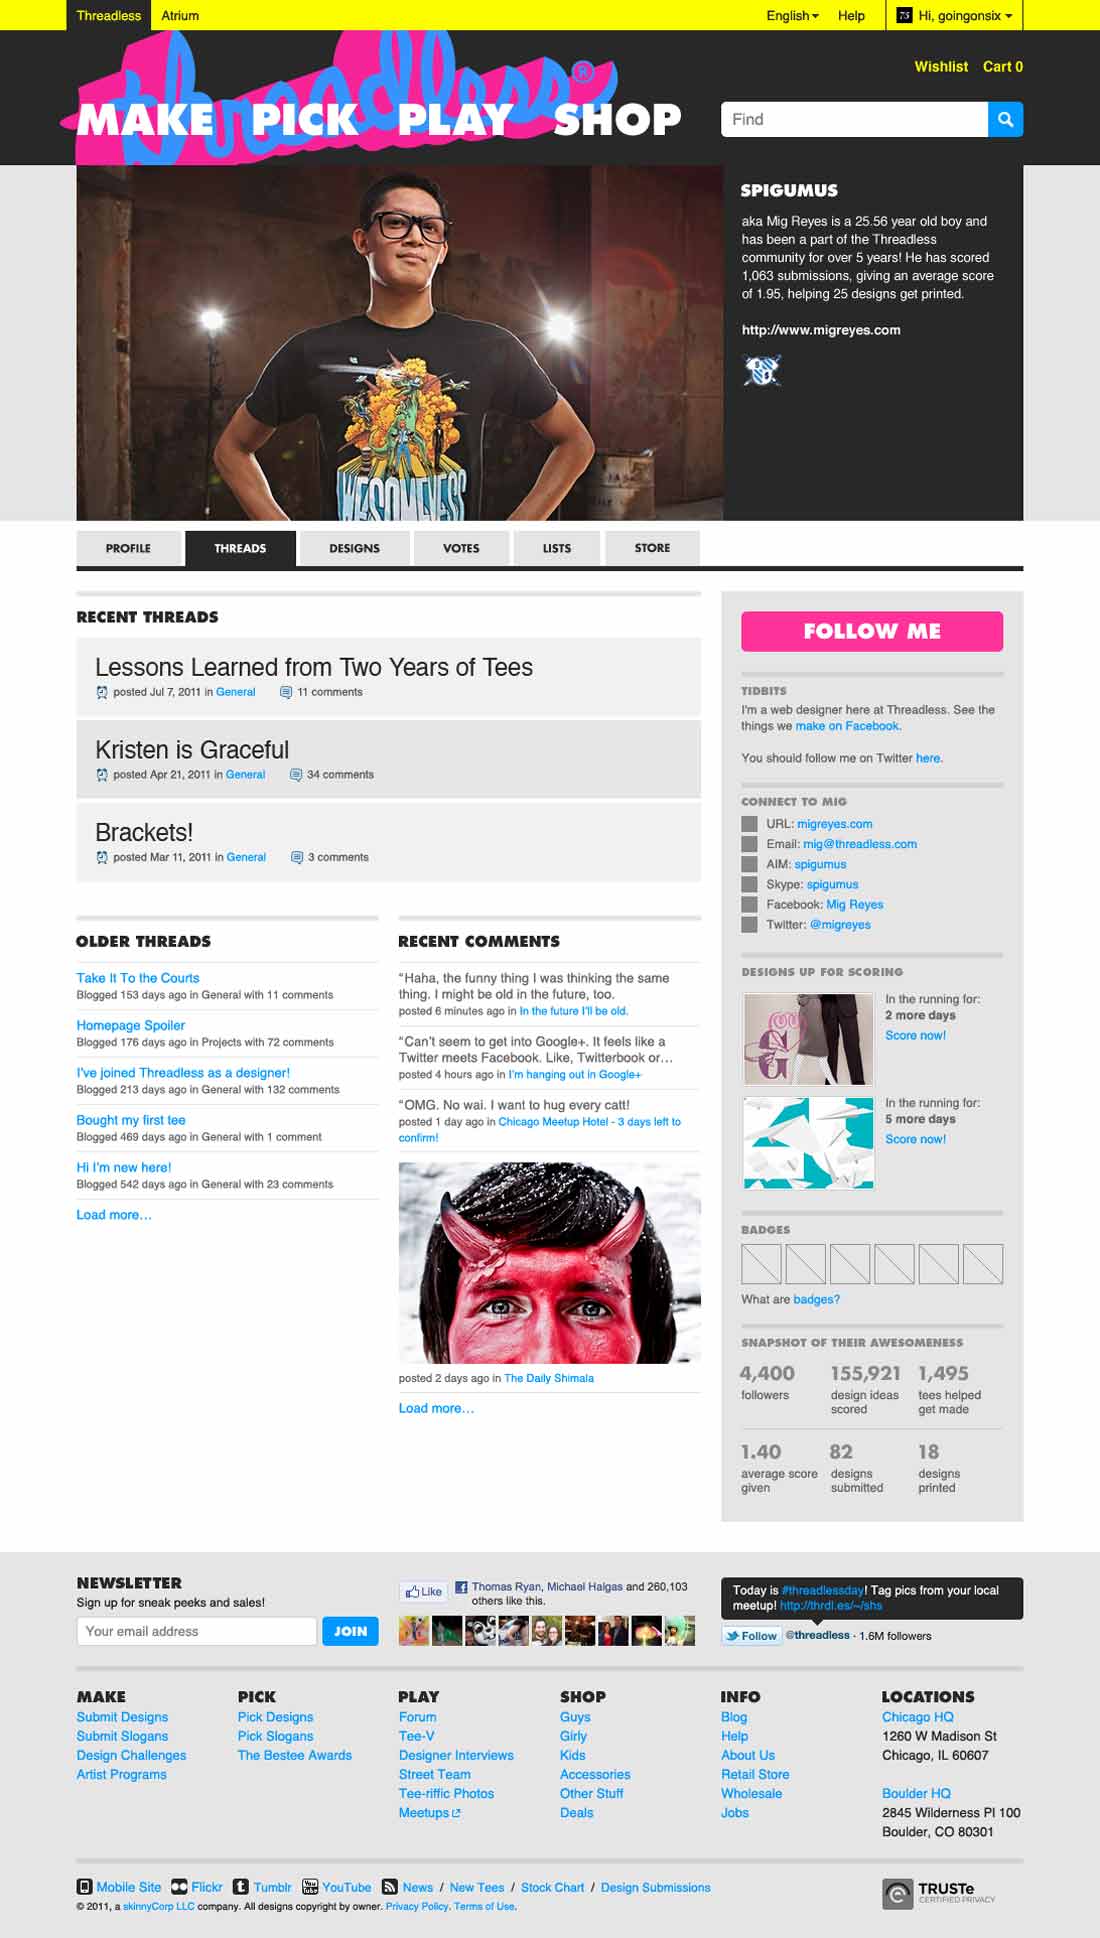 Threadless Atrium English Help 75 Hi, goingonsix
threadless®
Wishlist Cart 0
MAKE PICK PLAY SHOP
Find
SPIGUMUS
aka Mig Reyes is a 25.56 year old boy and
has been a part of the Threadless
community for over 5 years! He has scored
1,063 submissions, giving an average score
of 1.95, helping 25 designs get printed.
http://www.migreyes.com
AWESOMENESS
PROFILE THREADS DESIGNS VOTES LISTS STORE
RECENT THREADS
Lessons Learned from Two Years of Tees
posted Jul 7, 2011 in General 11 comments
Kristen is Graceful
posted Apr 21, 2011 in General 34 comments
Brackets!
posted Mar 11, 2011 in General 3 comments
OLDER THREADS
Take It To the Courts
Blogged 153 days ago in General with 11 comments
Homepage Spoiler
Blogged 176 days ago in Projects with 72 comments
I've joined Threadless as a designer!
Blogged 213 days ago in General with 132 comments
Bought my first tee
Blogged 469 days ago in General with 1 comment
Hi I'm new here!
Blogged 542 days ago in General with 23 comments
Load more…
RECENT COMMENTS
“Haha, the funny thing I was thinking the same
thing. I might be old in the future, too.
posted 6 minutes ago in In the future I'll be old.
“Can't seem to get into Google+. It feels like a
Twitter meets Facebook. Like, Twitterbook or…
posted 4 hours ago in I'm hanging out in Google+
“OMG. No wai. I want to hug every catt!
posted 1 day ago in Chicago Meetup Hotel - 3 days left to
confirm!
posted 2 days ago in The Daily Shimala
Load more…
FOLLOW ME
TIDBITS
I'm a web designer here at Threadless. See the
things we make on Facebook.
You should follow me on Twitter here.
CONNECT TO MIG
URL: migreyes.com
Email: mig@threadless.com
AIM: spigumus
Skype: spigumus
Facebook: Mig Reyes
Twitter: @migreyes
DESIGNS UP FOR SCORING
In the running for:
2 more days
Score now!
In the running for:
5 more days
Score now!
BADGES
What are badges?
SNAPSHOT OF THEIR AWESOMENESS
4,400 155,921 1,495
followers design ideas tees helped
scored get made
1.40 82 18
average score designs designs
given submitted printed
NEWSLETTER
Sign up for sneak peeks and sales!
Your email address JOIN
Like Thomas Ryan, Michael Halgas and 260,103
others like this.
Today is #threadlessday! Tag pics from your local
meetup! http://thrdl.es/~/shs
Follow @threadless · 1.6M followers
MAKE
Submit Designs
Submit Slogans
Design Challenges
Artist Programs
PICK
Pick Designs
Pick Slogans
The Bestee Awards
PLAY
Forum
Tee-V
Designer Interviews
Street Team
Tee-riffic Photos
Meetups
SHOP
Guys
Girly
Kids
Accessories
Other Stuff
Deals
INFO
Blog
Help
About Us
Retail Store
Wholesale
Jobs
LOCATIONS
Chicago HQ
1260 W Madison St
Chicago, IL 60607
Boulder HQ
2845 Wilderness Pl 100
Boulder, CO 80301
Mobile Site Flickr Tumblr YouTube News / New Tees / Stock Chart / Design Submissions
© 2011, a skinnyCorp LLC company. All designs copyright by owner. Privacy Policy. Terms of Use.
TRUSTe
CERTIFIED PRIVACY